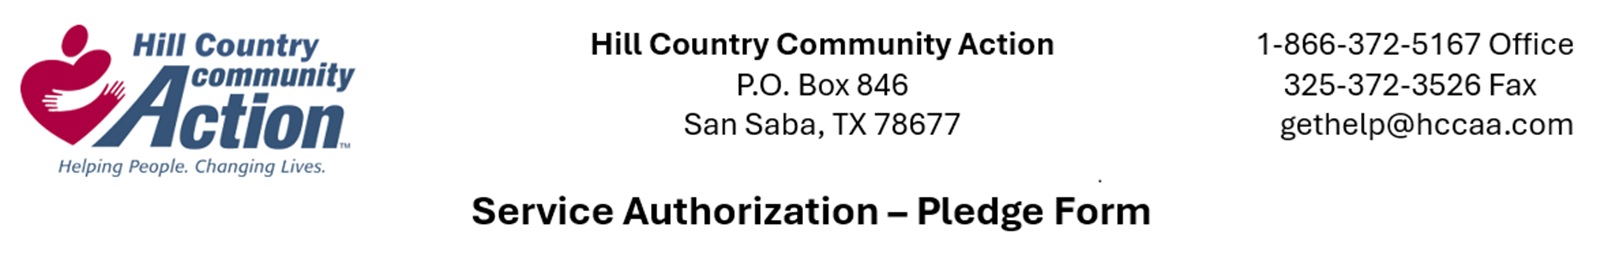 Hill Country
community
Action™
Helping People. Changing Lives.
Hill Country Community Action
P.O. Box 846
San Saba, TX 78677
1-866-372-5167 Office
325-372-3526 Fax
gethelp@hccaa.com
.
Service Authorization – Pledge Form